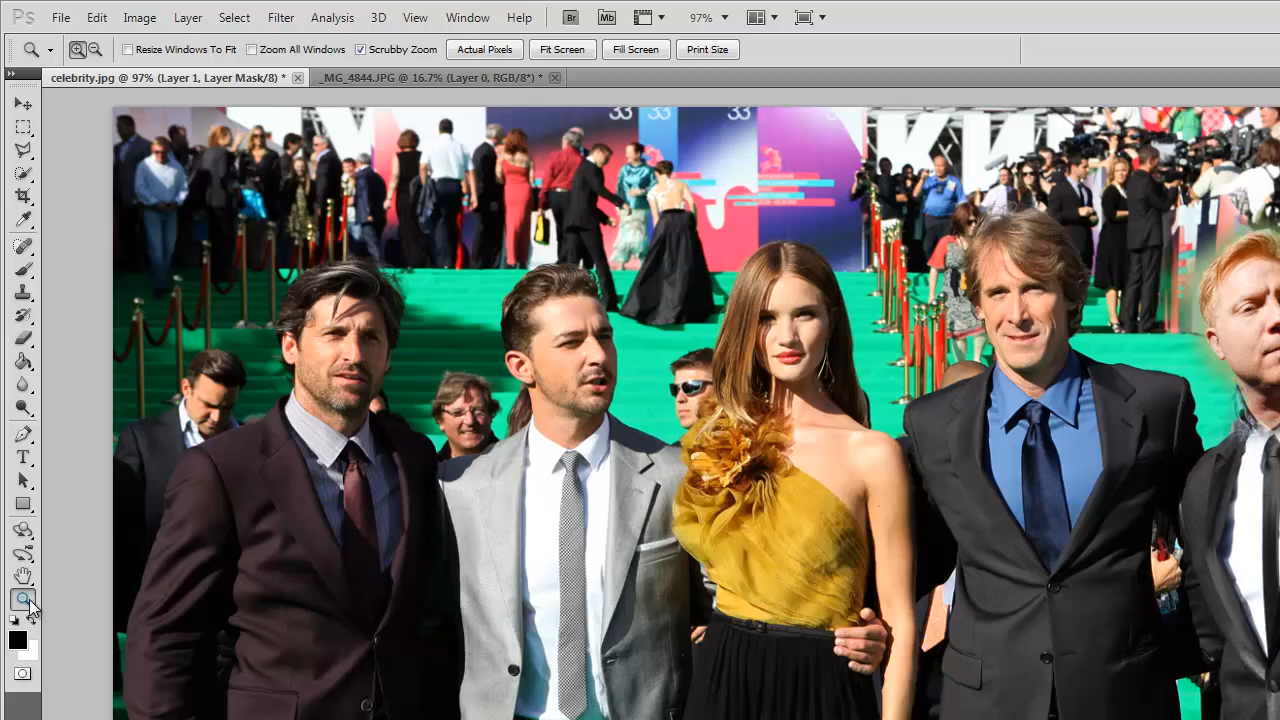 Ps File Edit Image Layer Select Filter Analysis 3D View Window Help Br Mb 97%
Resize Windows To Fit Zoom All Windows Scrubby Zoom Actual Pixels Fit Screen Fill Screen Print Size
celebrity.jpg @ 97% (Layer 1, Layer Mask/8) * _MG_4844.JPG @ 16.7% (Layer 0, RGB/8*) *
33 33 33
T